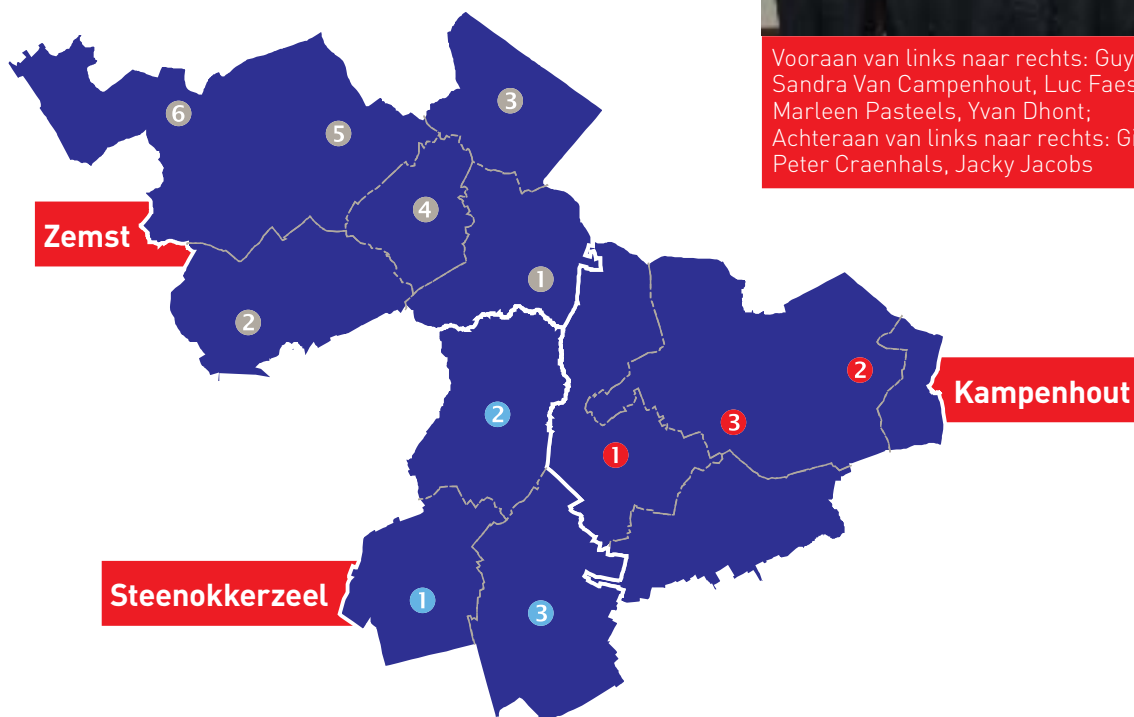 Vooraan van links naar rechts: Guy
Sandra Van Campenhout, Luc Faes
Marleen Pasteels, Yvan Dhont;
Achteraan van links naar rechts:
Peter Craenhals, Jacky Jacobs
6
5
3
4
Zemst
1
2
2
Kampenhout
2
3
1
Steenokkerzeel
1
3